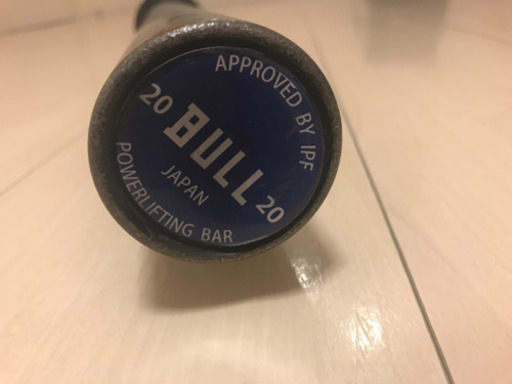 APPROVED BY IPF
20 BULL 20
JAPAN
POWERLIFTING BAR